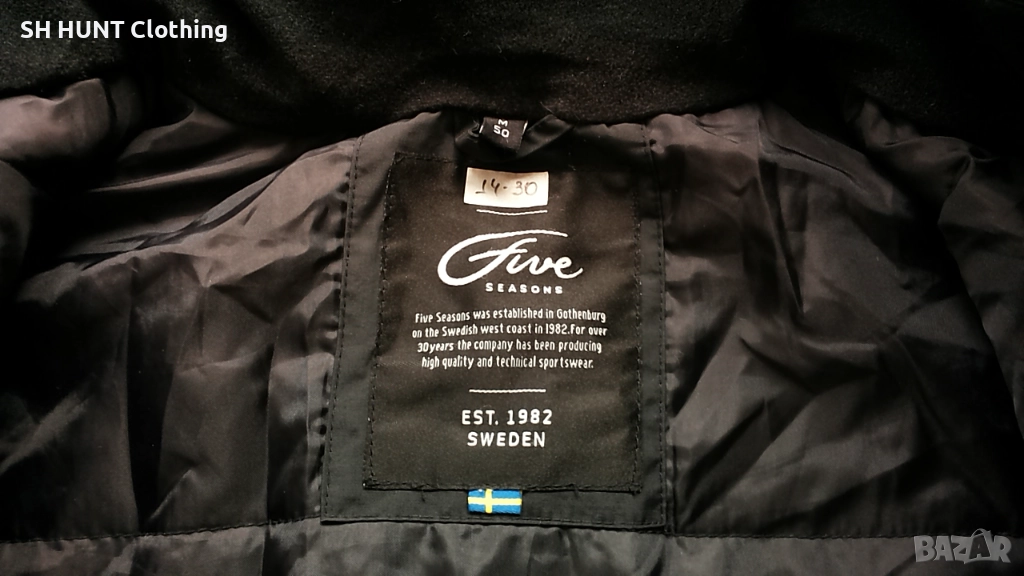 SH HUNT Clothing
M
50
14-30
Five
SEASONS
Five Seasons was established in Gothenburg
on the Swedish west coast in 1982.For over
30years the company has been producing
high quality and technical sportswear.
EST. 1982
SWEDEN
BAZAR